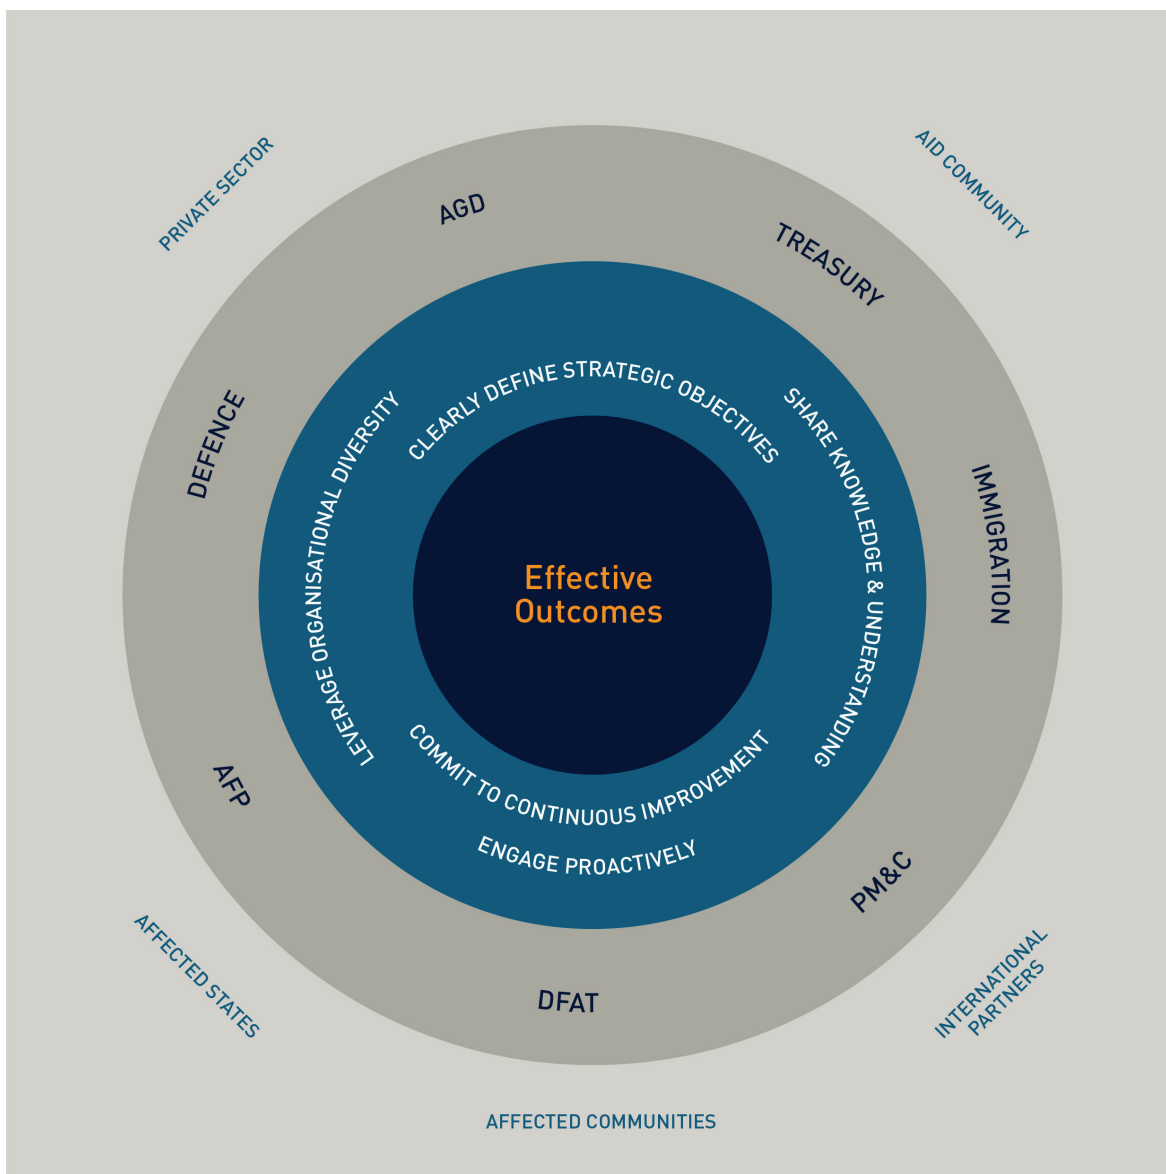 PRIVATE SECTOR
AID COMMUNITY
AGD
TREASURY
DEFENCE
IMMIGRATION
CLEARLY DEFINE STRATEGIC OBJECTIVES
LEVERAGE ORGANISATIONAL DIVERSITY
SHARE KNOWLEDGE & UNDERSTANDING
Effective
Outcomes
COMMIT TO CONTINUOUS IMPROVEMENT
ENGAGE PROACTIVELY
AFP
PM&C
DFAT
AFFECTED STATES
INTERNATIONAL
PARTNERS
AFFECTED COMMUNITIES